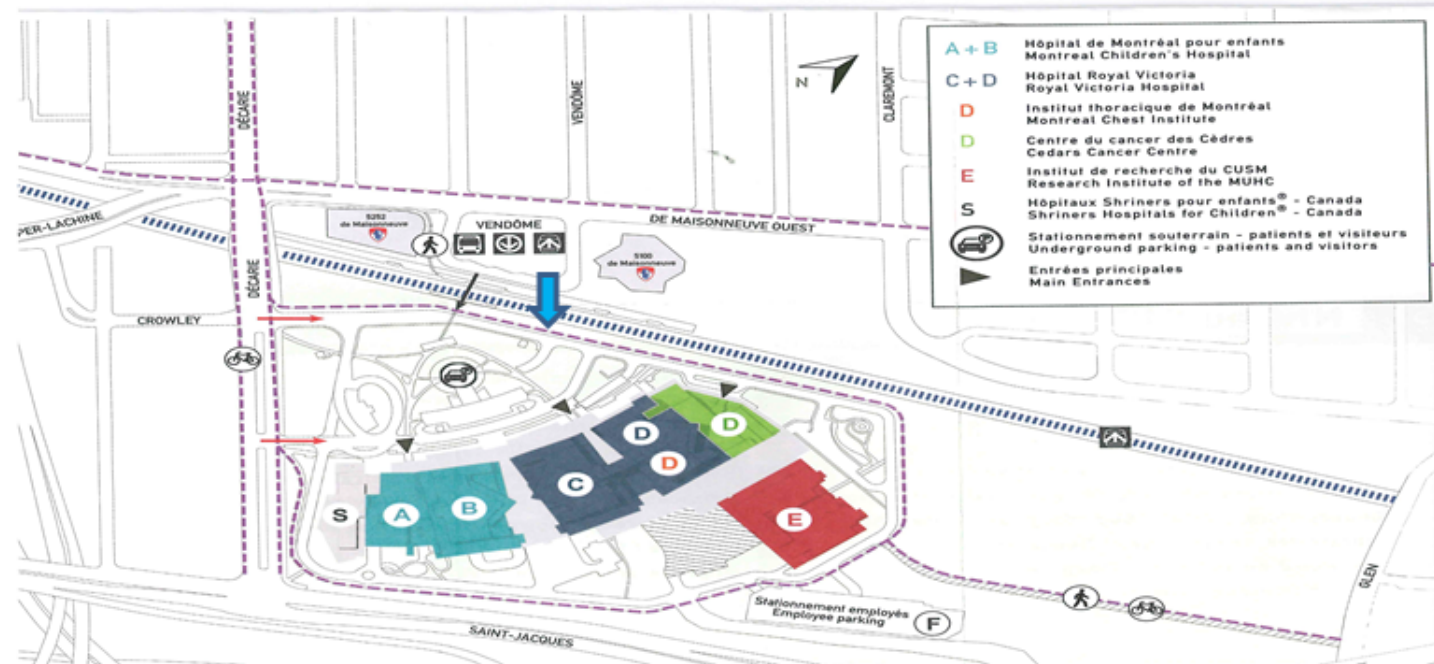 DÉCARIE
VENDÔME
CLAREMONT
N
A + B
Hôpital de Montréal pour enfants
Montreal Children's Hospital
C + D
Hôpital Royal Victoria
Royal Victoria Hospital
D
Institut thoracique de Montréal
Montreal Chest Institute
D
Centre du cancer des Cèdres
Cedars Cancer Centre
E
Institut de recherche du CUSM
Research Institute of the MUHC
S
Hôpitaux Shriners pour enfants® - Canada
Shriners Hospitals for Children® - Canada
Stationnement souterrain - patients et visiteurs
Underground parking - patients and visitors
Entrées principales
Main Entrances
PER-LACHINE
5252
de Maisonneuve
VENDÔME
DE MAISONNEUVE OUEST
5100
de Maisonneuve
DÉCARIE
CROWLEY
D
D
D
C
S
A
B
E
GLEN
Stationnement employés
Employee parking
F
SAINT-JACQUES